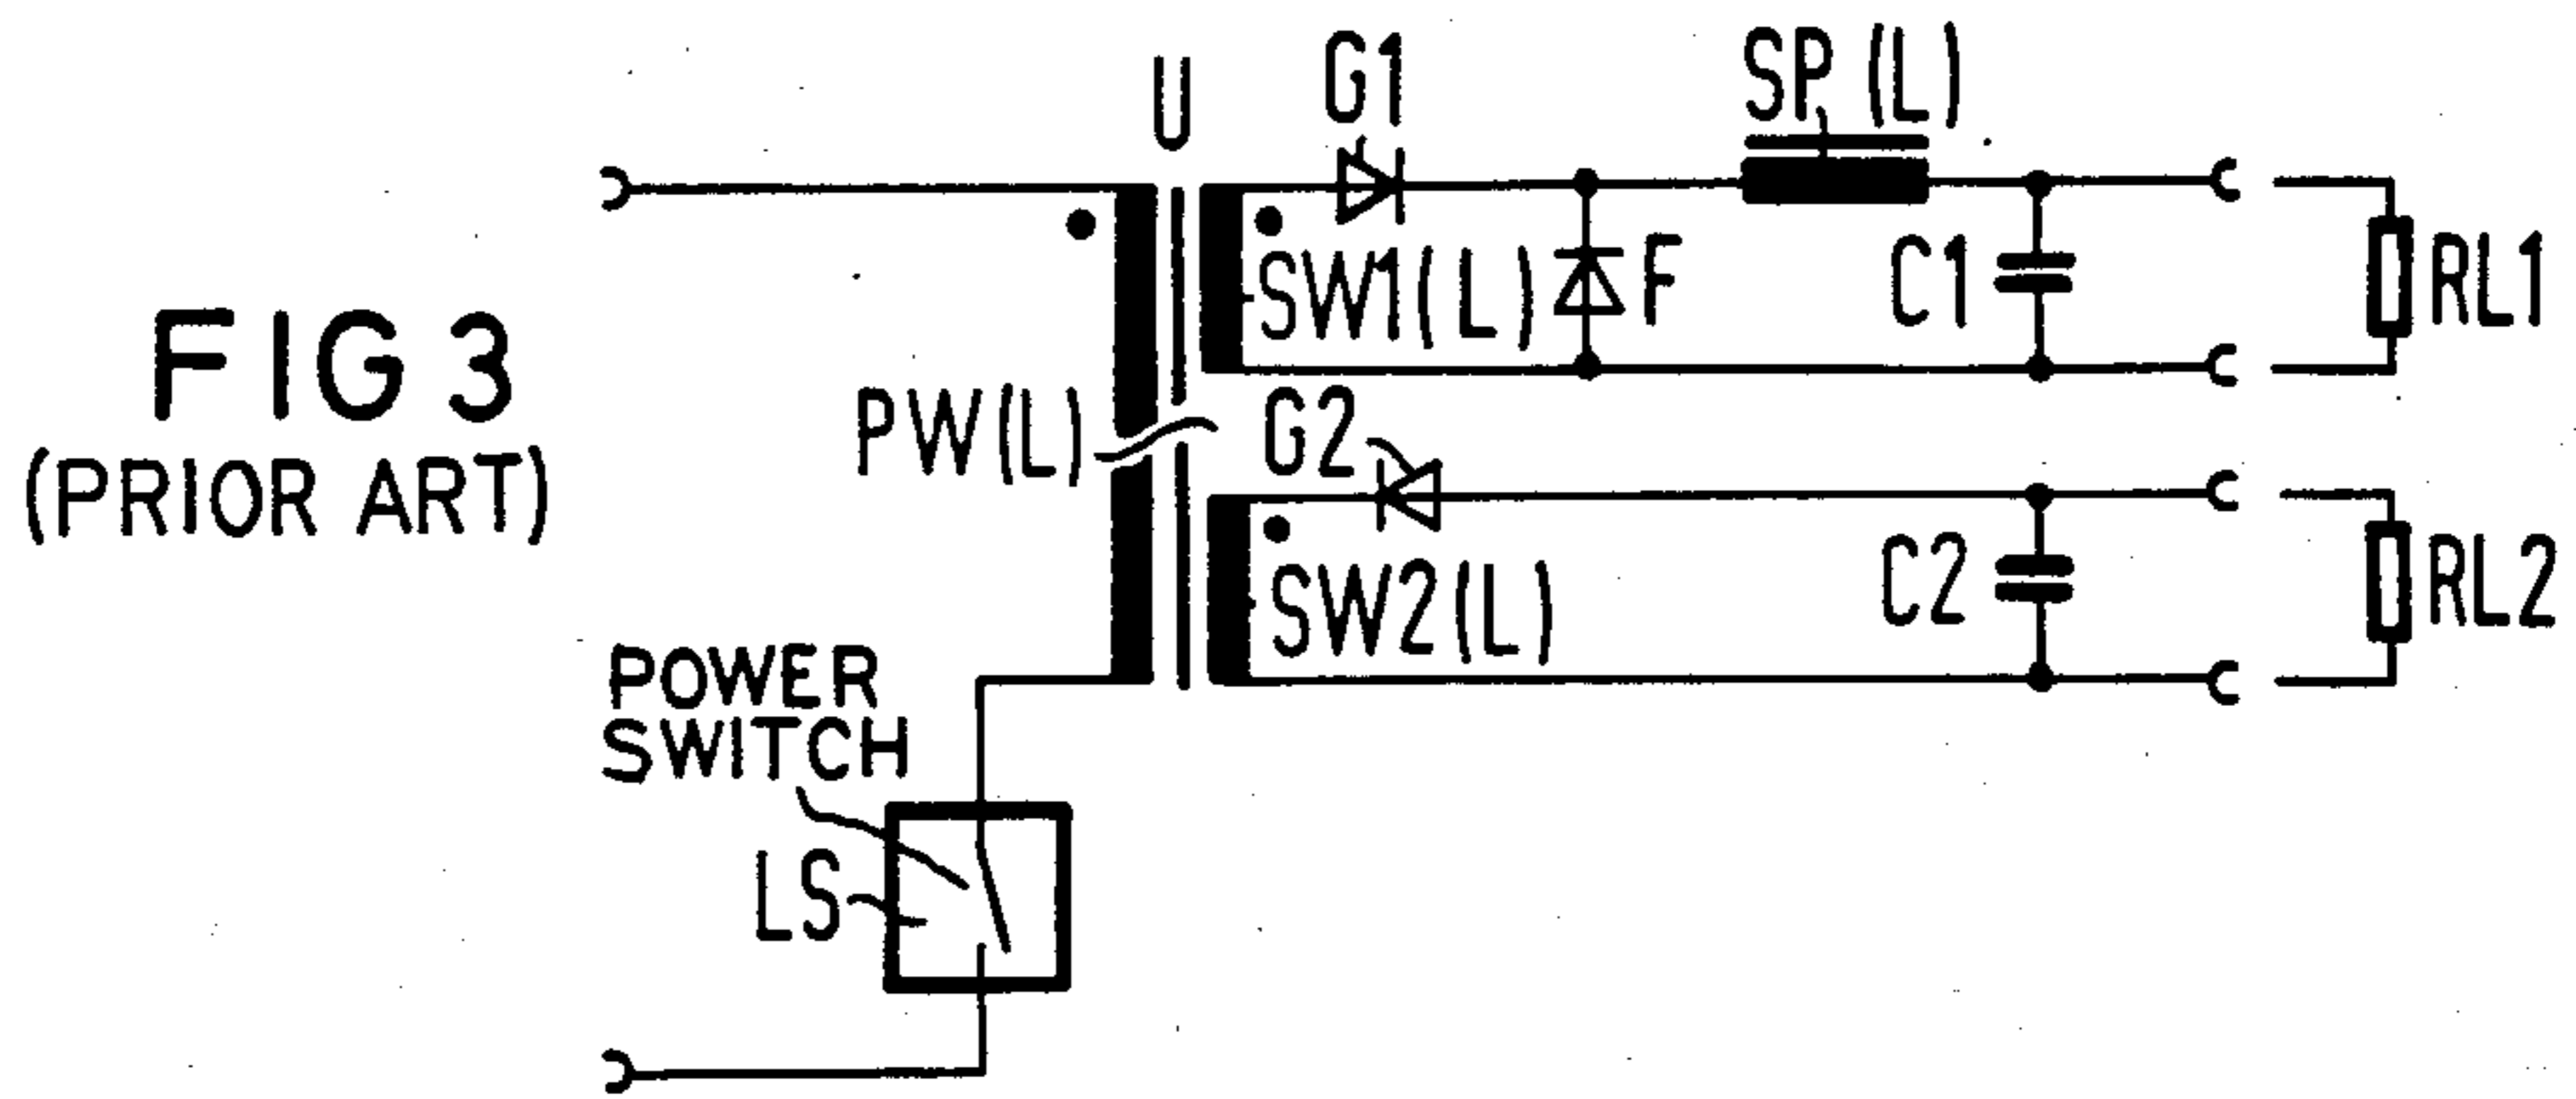 FIG 3
(PRIOR ART)
U
G1
SP (L)
SW1(L)
F
C1
RL1
PW(L)
G2
SW2(L)
C2
RL2
POWER
SWITCH
LS